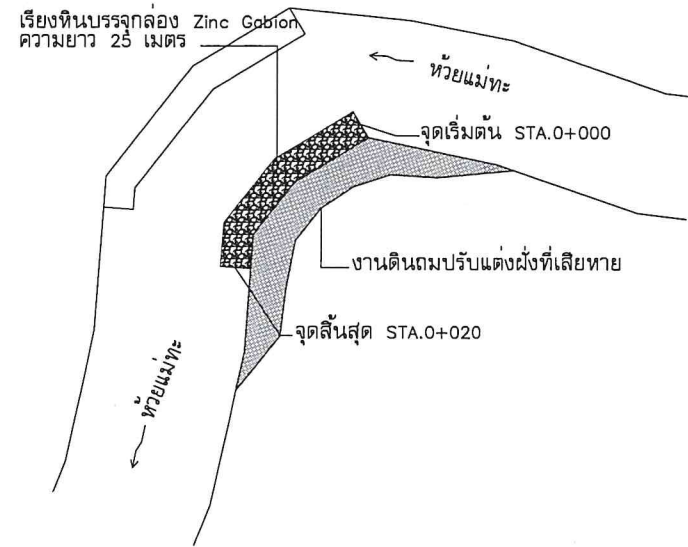 เรียงหินบรรจุกล่อง Zinc Gabion
ความยาว 25 เมตร
ห้วยแม่ทะ
จุดเริ่มต้น STA.0+000
งานดินถมปรับแต่งฝั่งที่เสียหาย
จุดสิ้นสุด STA.0+020
ห้วยแม่ทะ